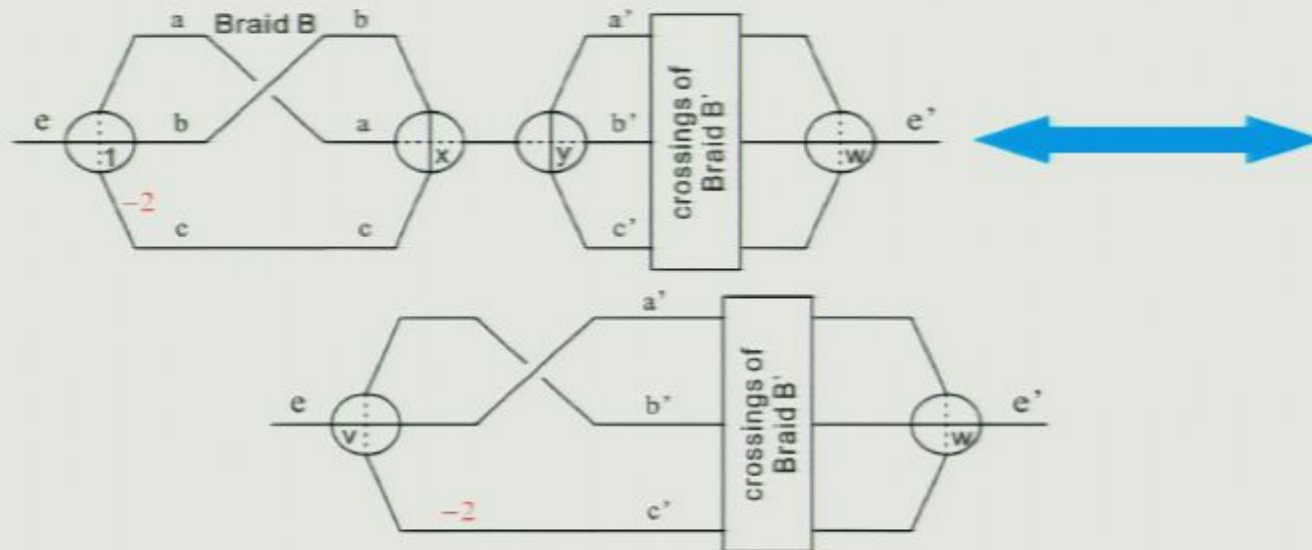 a Braid B b a’
e b a b’ e’
1 x y w
−2
c c c’
crossings of
Braid B'
a’
e b’ e’
v w
−2 c’
crossings of
Braid B'